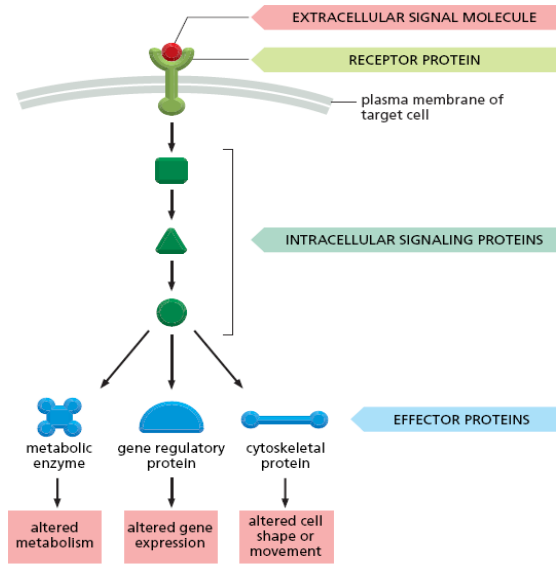 EXTRACELLULAR SIGNAL MOLECULE
RECEPTOR PROTEIN
plasma membrane of
target cell
INTRACELLULAR SIGNALING PROTEINS
EFFECTOR PROTEINS
metabolic
enzyme
gene regulatory
protein
cytoskeletal
protein
altered
metabolism
altered gene
expression
altered cell
shape or
movement